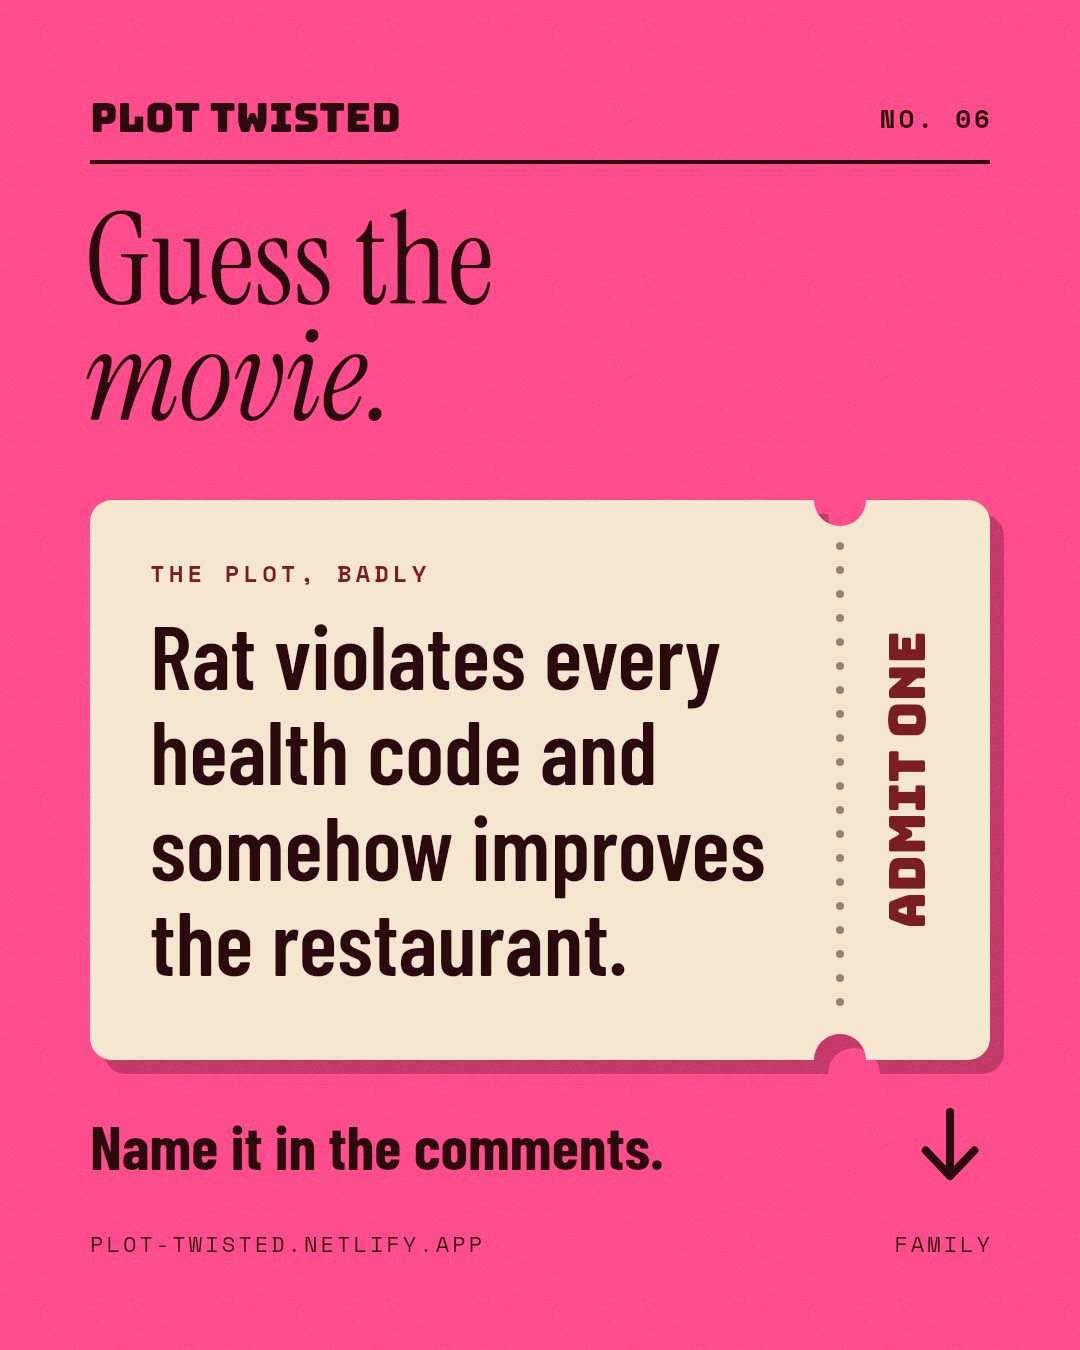 PLOT TWISTED
NO. 06
Guess the
movie.
THE PLOT, BADLY
Rat violates every
health code and
somehow improves
the restaurant.
ADMIT ONE
Name it in the comments.
PLOT-TWISTED.NETLIFY.APP
FAMILY